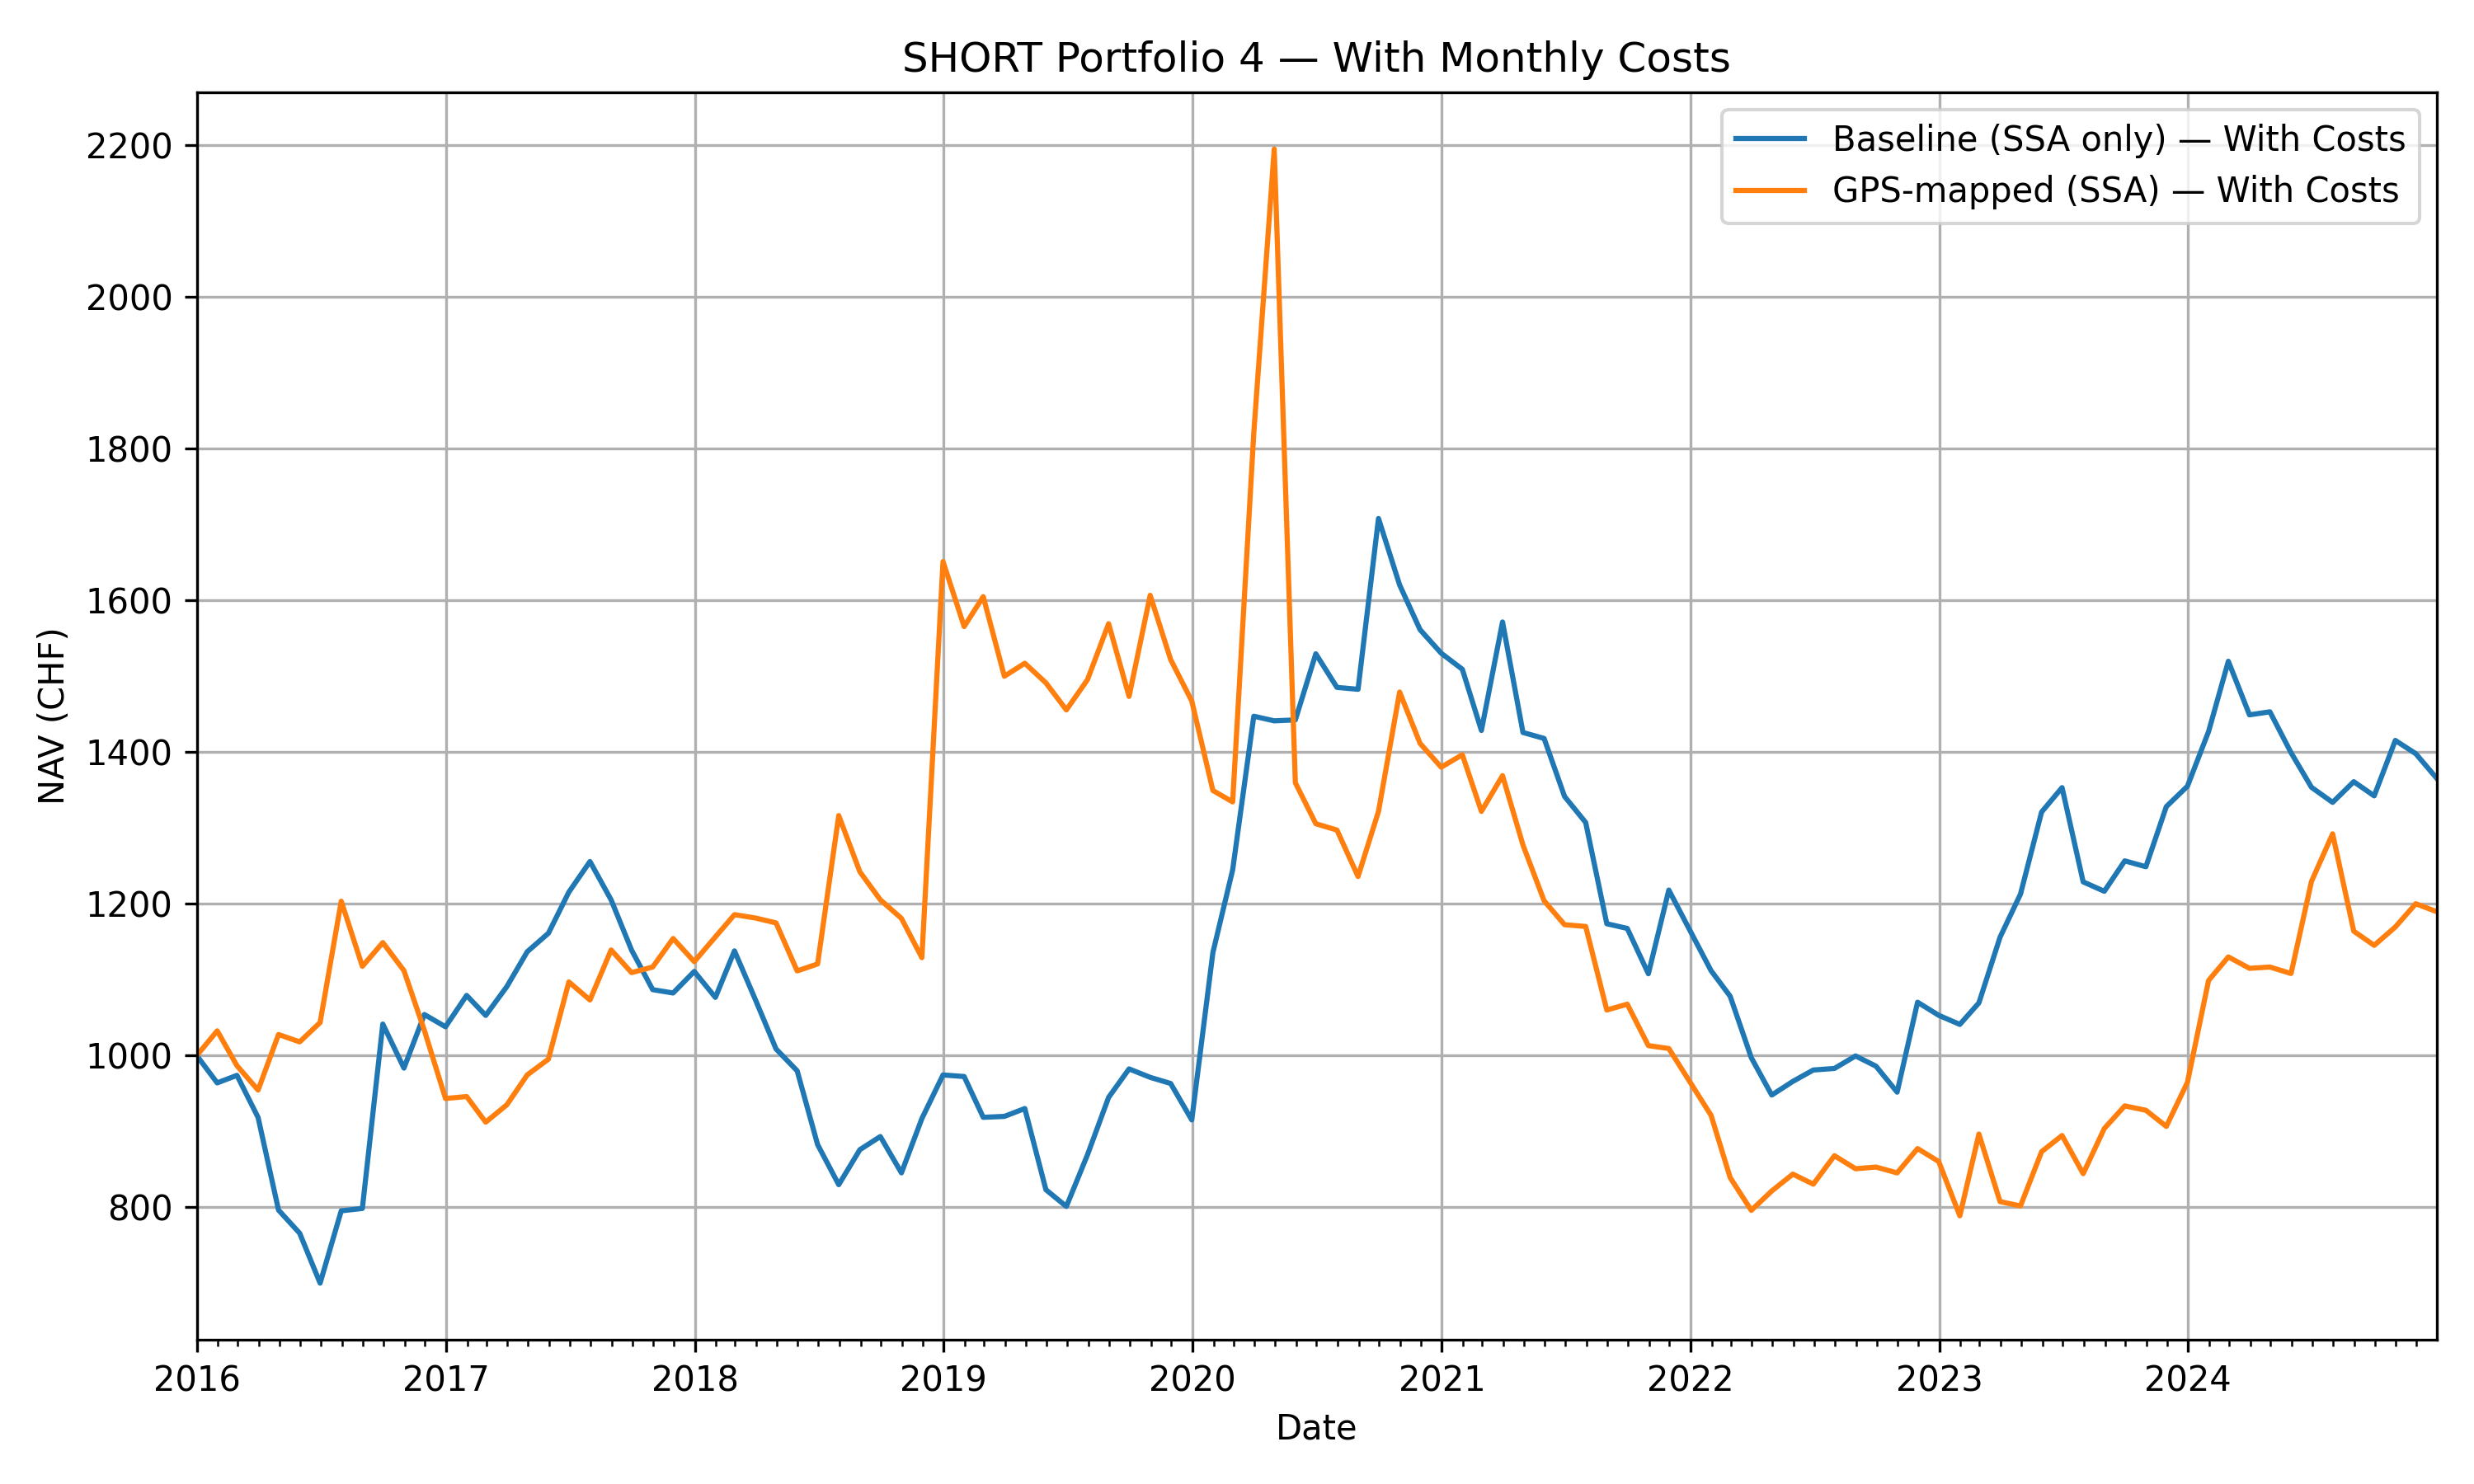 SHORT Portfolio 4 — With Monthly Costs
Baseline (SSA only) — With Costs
GPS-mapped (SSA) — With Costs
NAV (CHF)
2200
2000
1800
1600
1400
1200
1000
800
2016 2017 2018 2019 2020 2021 2022 2023 2024
Date